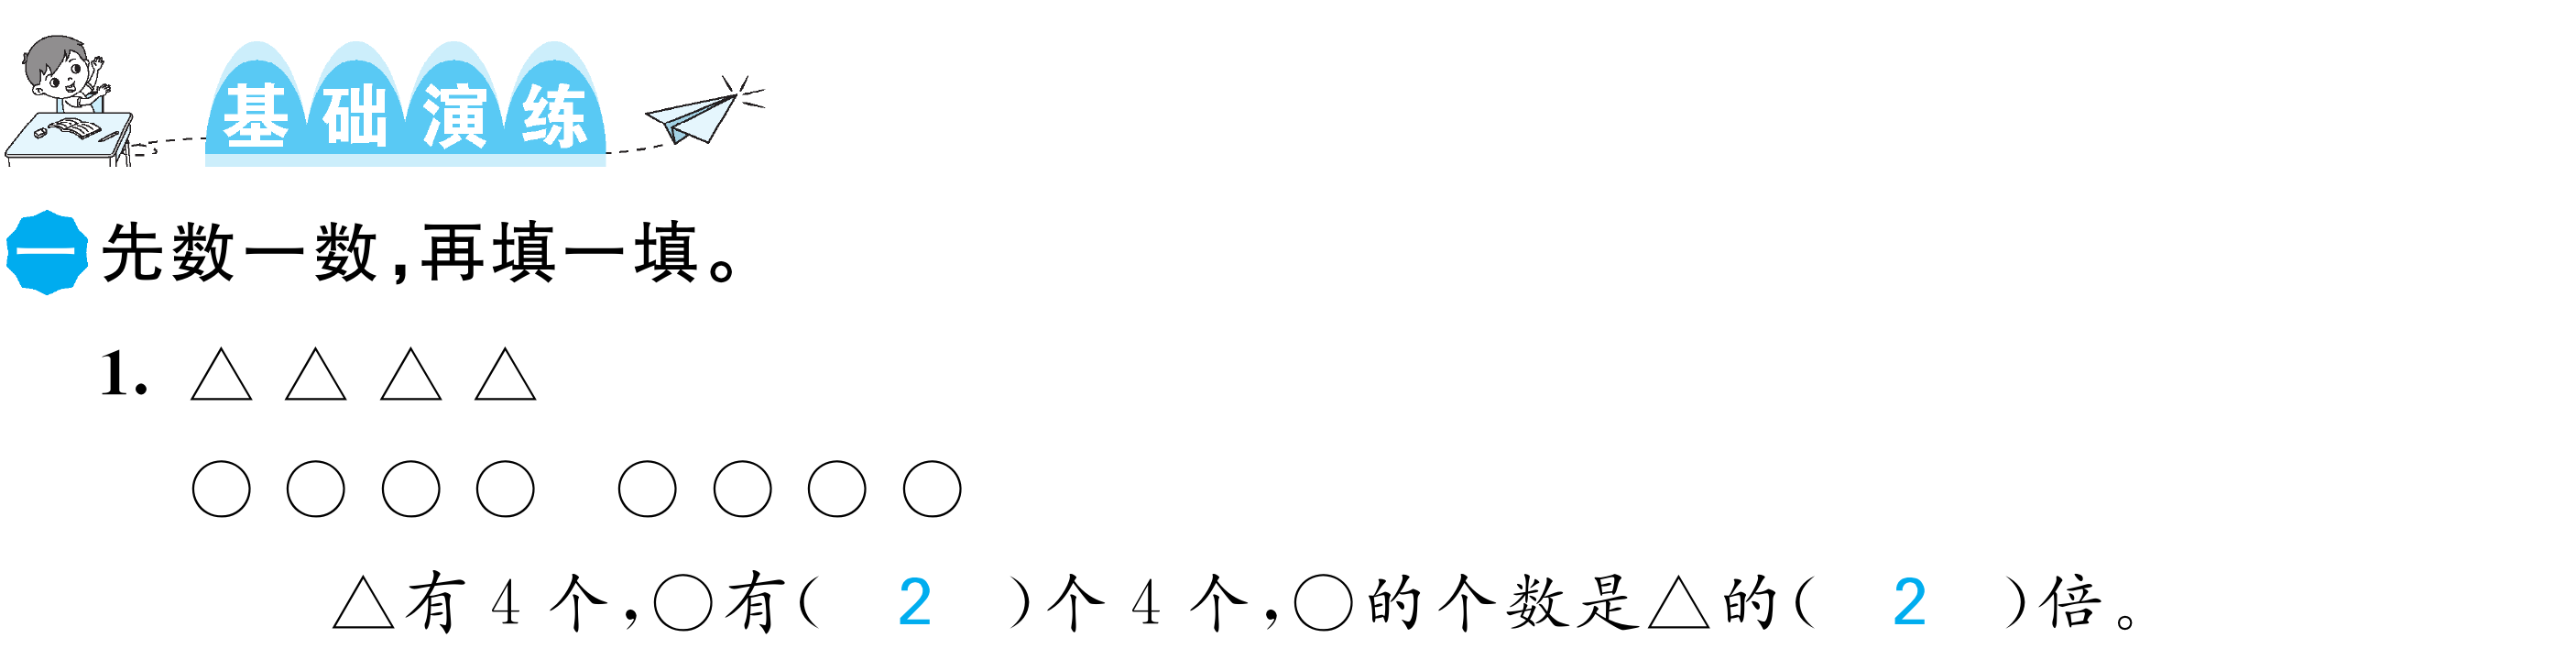 基础演练
一 先数一数,再填一填。
1. △ △ △ △
○ ○ ○ ○ ○ ○ ○ ○
△有 4 个,○有( 2 )个 4 个,○的个数是△的( 2 )倍。